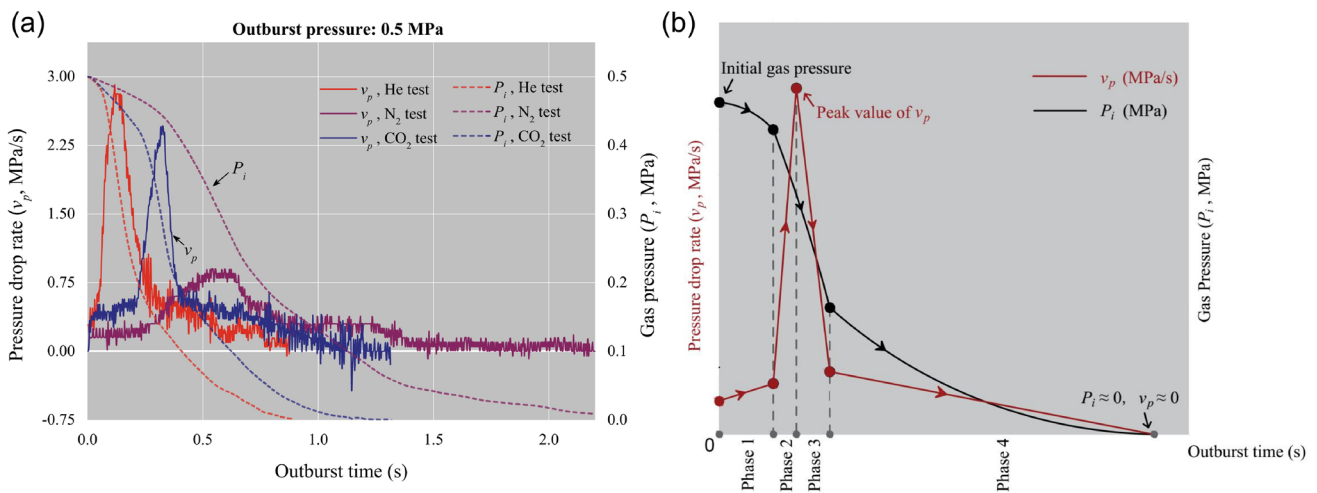 (a)
Outburst pressure: 0.5 MPa
3.00
2.25
1.50
0.75
0.00
-0.75
Pressure drop rate (vp, MPa/s)
vp , He test
vp , N2 test
vp , CO2 test
Pi , He test
Pi , N2 test
Pi , CO2 test
Pi
vp
0.5
0.4
0.3
0.2
0.1
0.0
Gas pressure (Pi , MPa)
0.0
0.5
1.0
1.5
2.0
Outburst time (s)
(b)
Initial gas pressure
Peak value of vp
vp (MPa/s)
Pi (MPa)
Pressure drop rate (vp , MPa/s)
Gas Pressure (Pi , MPa)
Pi ≈ 0, vp ≈ 0
0
Phase 1
Phase 2
Phase 3
Phase 4
Outburst time (s)